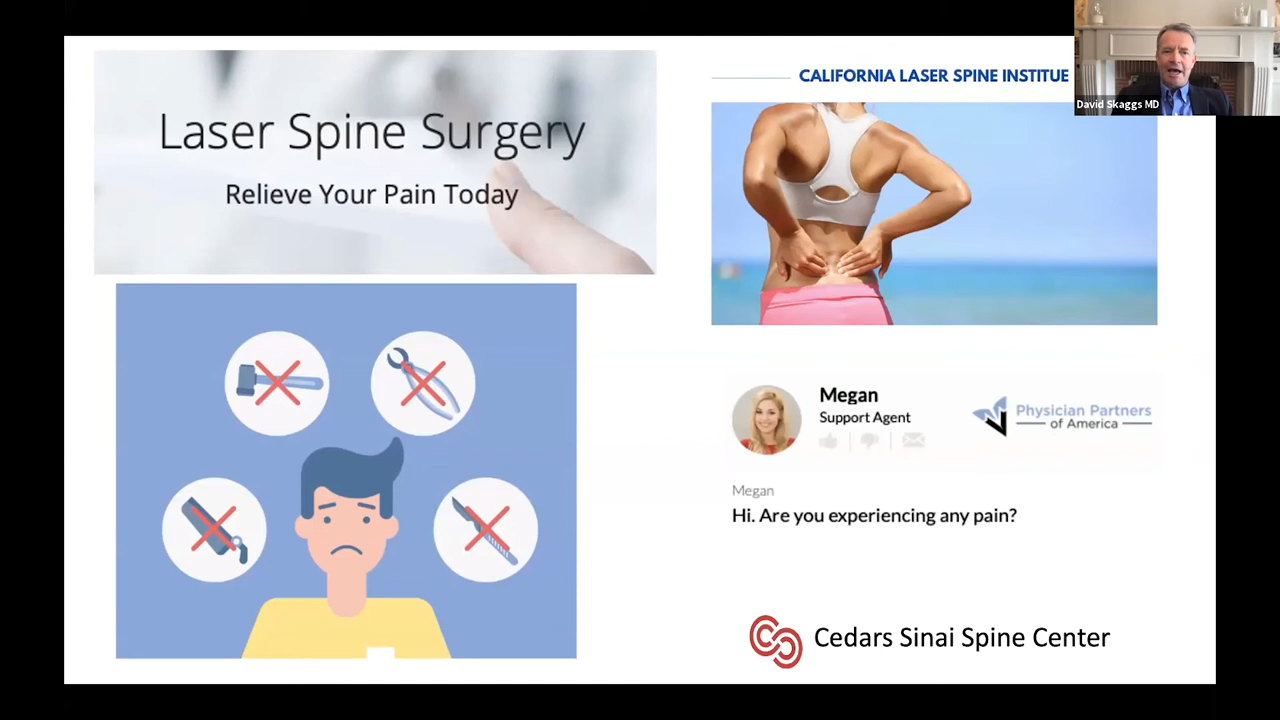 Laser Spine Surgery
Relieve Your Pain Today
CALIFORNIA LASER SPINE INSTITUE
David Skaggs MD
Megan
Support Agent
Physician Partners
of America
Megan
Hi. Are you experiencing any pain?
Cedars Sinai Spine Center